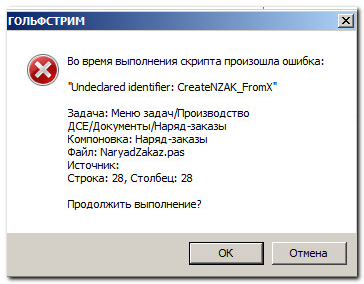 ГОЛЬФСТРИМ
Во время выполнения скрипта произошла ошибка:
"Undeclared identifier: CreateNZAK_FromX"
Задача: Меню задач/Производство
ДСЕ/Документы/Наряд-заказы
Компоновка: Наряд-заказы
Файл: NaryadZakaz.pas
Источник:
Строка: 28, Столбец: 28
Продолжить выполнение?
OK
Отмена